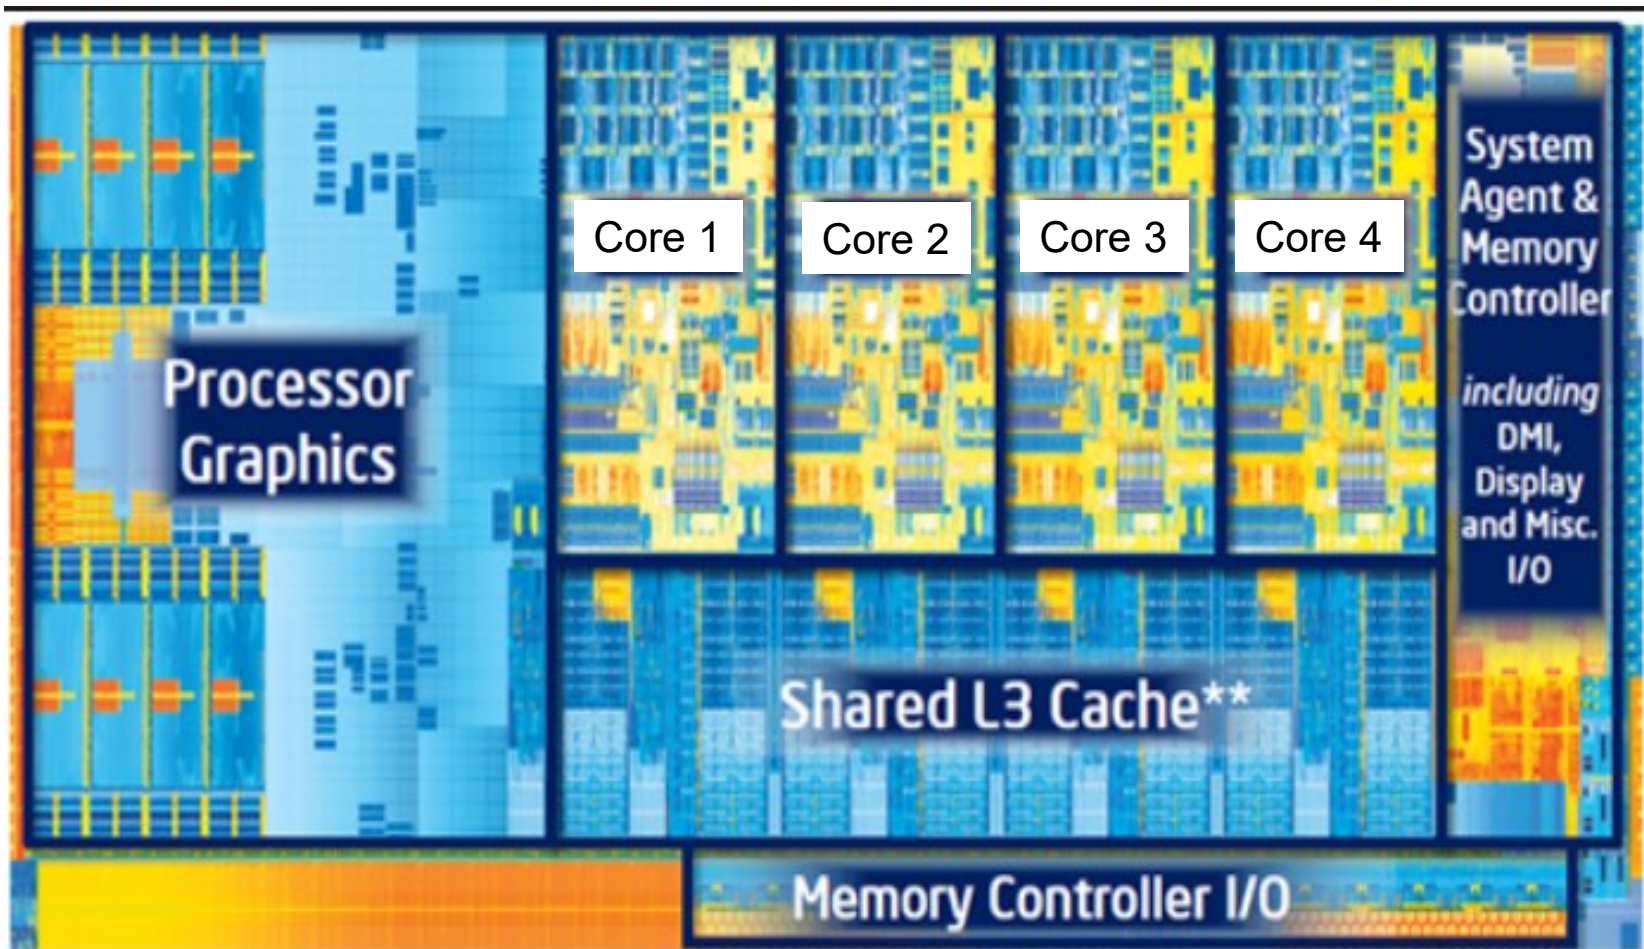 Processor
Graphics
Core 1
Core 2
Core 3
Core 4
System
Agent &
Memory
Controller
including
DMI,
Display
and Misc.
I/O
Shared L3 Cache**
Memory Controller I/O